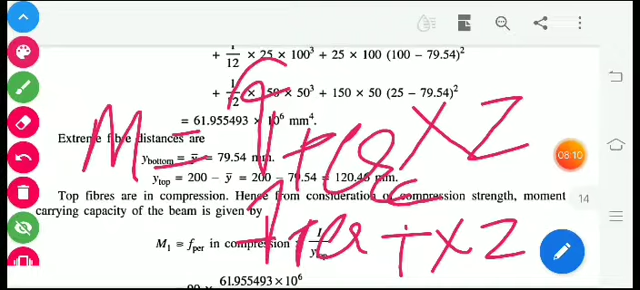 + 1/12 × 25 × 100³ + 25 × 100 (100 − 79.54)²
+ 1/12 × 150 × 50³ + 150 × 50 (25 − 79.54)²
= 61.955493 × 10⁶ mm⁴.
Extreme fibre distances are
y_bottom = ȳ = 79.54 mm.
y_top = 200 − ȳ = 200 − 79.54 = 120.46 mm.
Top fibres are in compression. Hence from consideration of compression strength, moment
carrying capacity of the beam is given by
M₁ = f_per in compression I/y_top
61.955493 × 10⁶
M = × Z
× Z
08:10
14